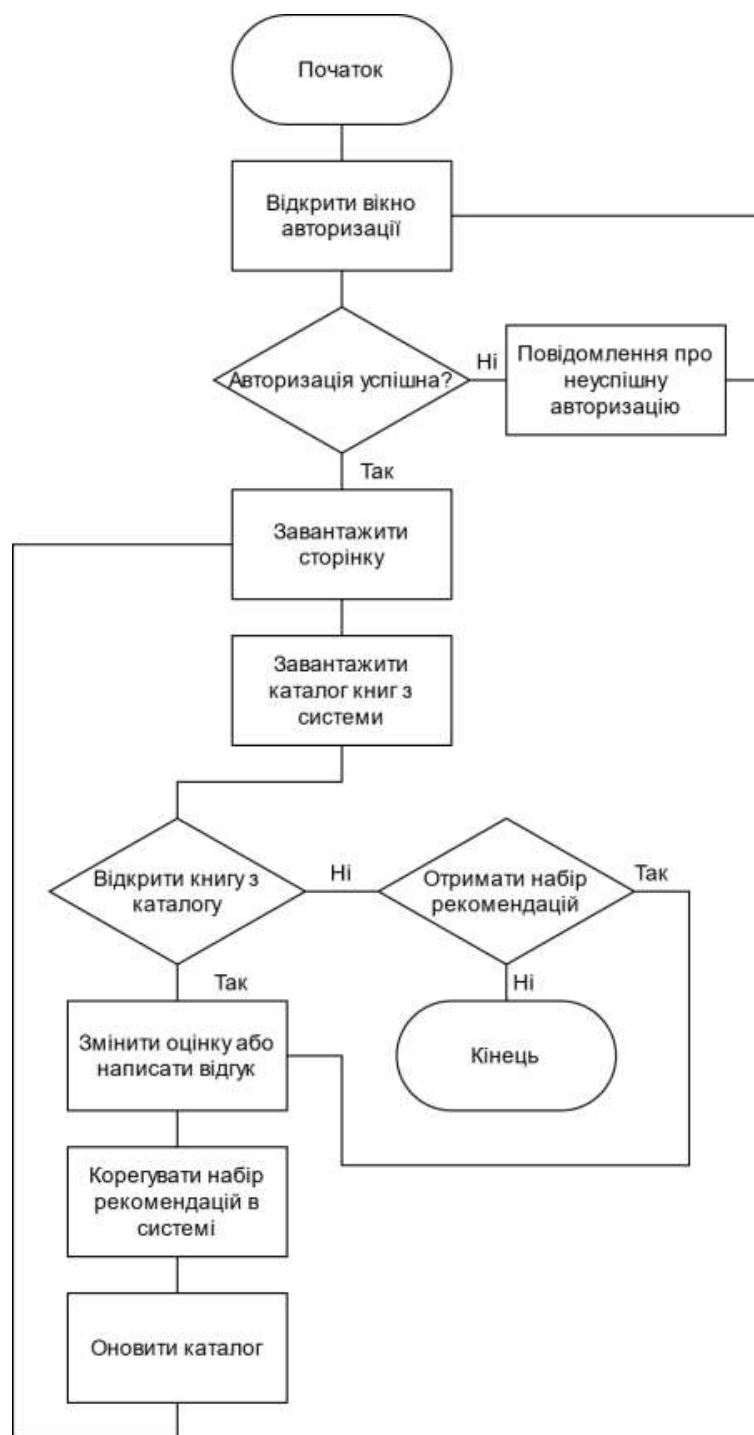 Початок
Відкрити вікно
авторизації
Авторизація успішна?
Ні
Повідомлення про
неуспішну
авторизацію
Так
Завантажити
сторінку
Завантажити
каталог книг з
системи
Відкрити книгу з
каталогу
Ні
Отримати набір
рекомендацій
Так
Так
Ні
Змінити оцінку або
написати відгук
Кінець
Корегувати набір
рекомендацій в
системі
Оновити каталог